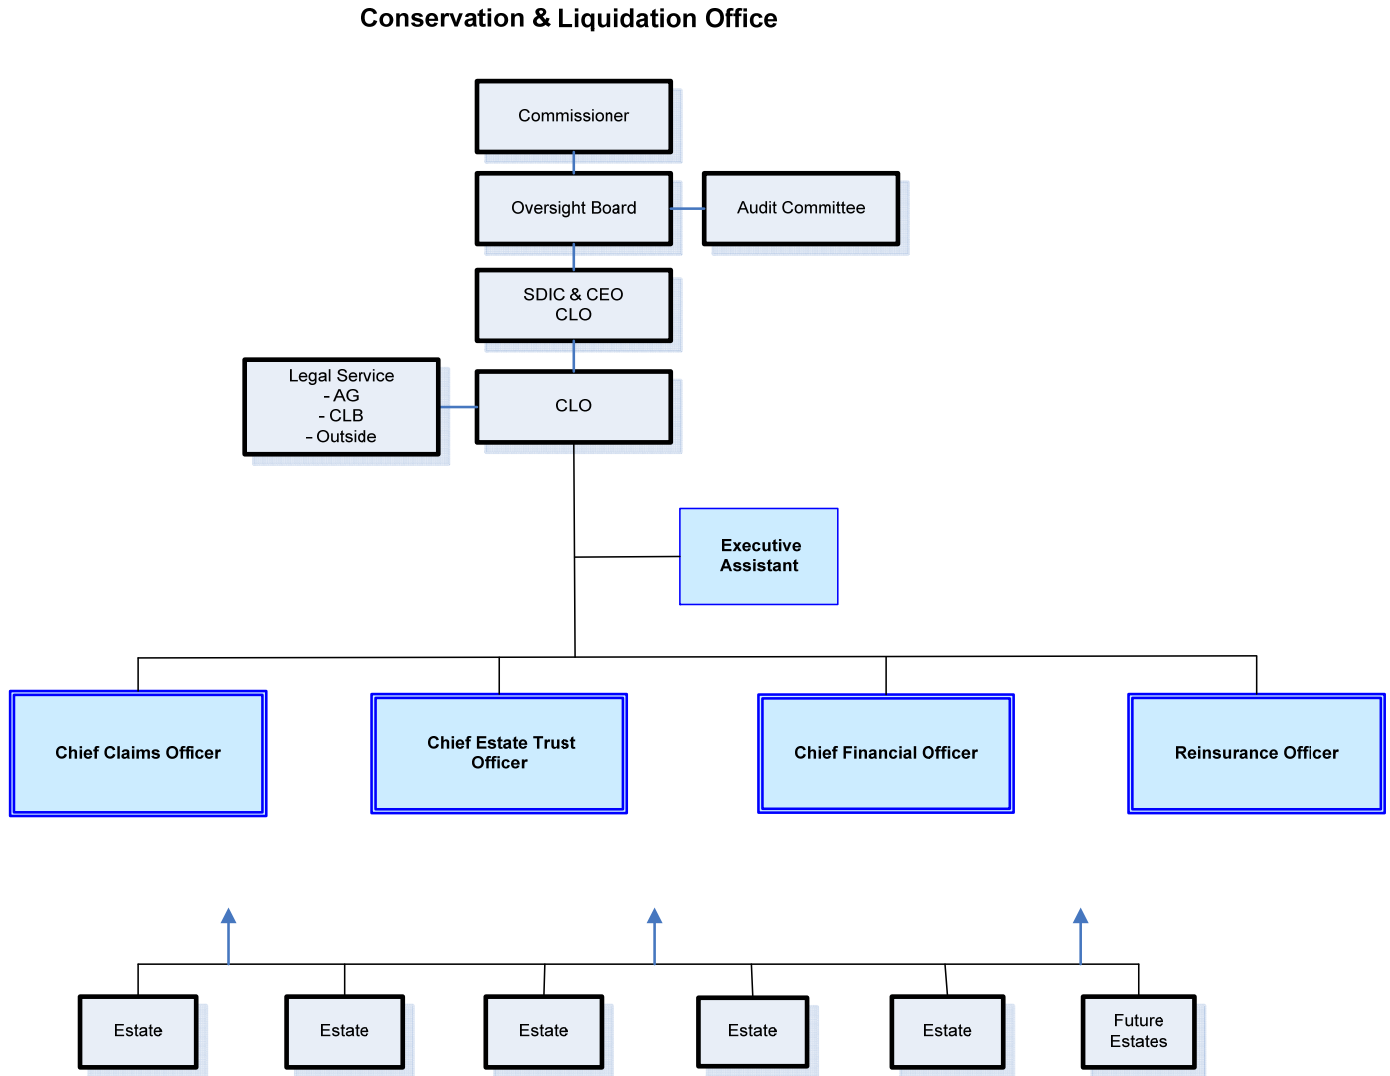 Conservation & Liquidation Office
Commissioner
Oversight Board
Audit Committee
SDIC & CEO
CLO
Legal Service
- AG
- CLB
- Outside
CLO
Executive
Assistant
Chief Claims Officer
Chief Estate Trust
Officer
Chief Financial Officer
Reinsurance Officer
Estate
Estate
Estate
Estate
Estate
Future
Estates